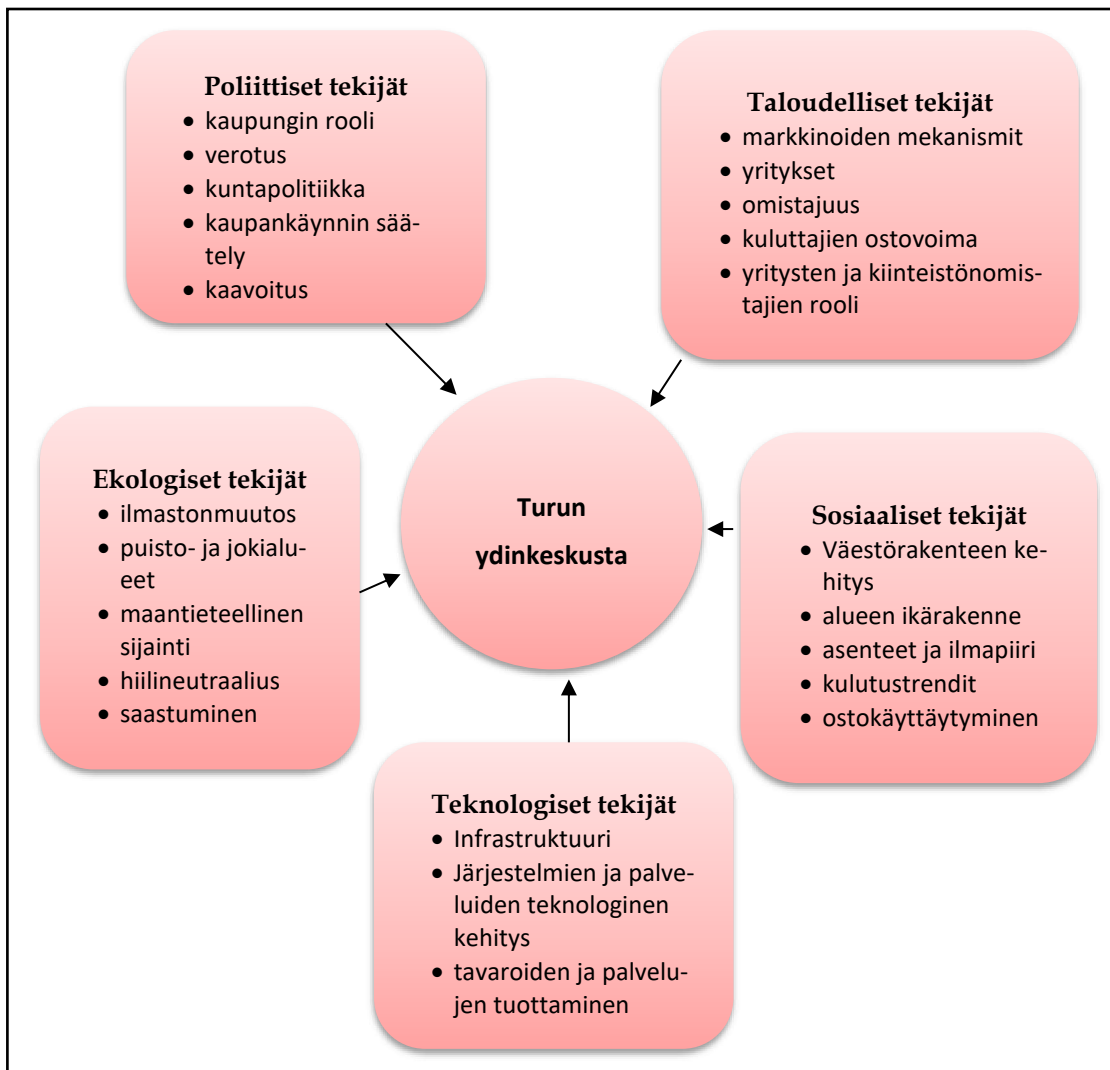 Poliittiset tekijät
• kaupungin rooli
• verotus
• kuntapolitiikka
• kaupankäynnin sää-
tely
• kaavoitus
Taloudelliset tekijät
• markkinoiden mekanismit
• yritykset
• omistajuus
• kuluttajien ostovoima
• yritysten ja kiinteistönomis-
tajien rooli
Ekologiset tekijät
• ilmastonmuutos
• puisto- ja jokialu-
eet
• maantieteellinen
sijainti
• hiilineutraalius
• saastuminen
Turun
ydinkeskusta
Sosiaaliset tekijät
• Väestörakenteen ke-
hitys
• alueen ikärakenne
• asenteet ja ilmapiiri
• kulutustrendit
• ostokäyttäytyminen
Teknologiset tekijät
• Infrastruktuuri
• Järjestelmien ja palve-
luiden teknologinen
kehitys
• tavaroiden ja palvelu-
jen tuottaminen